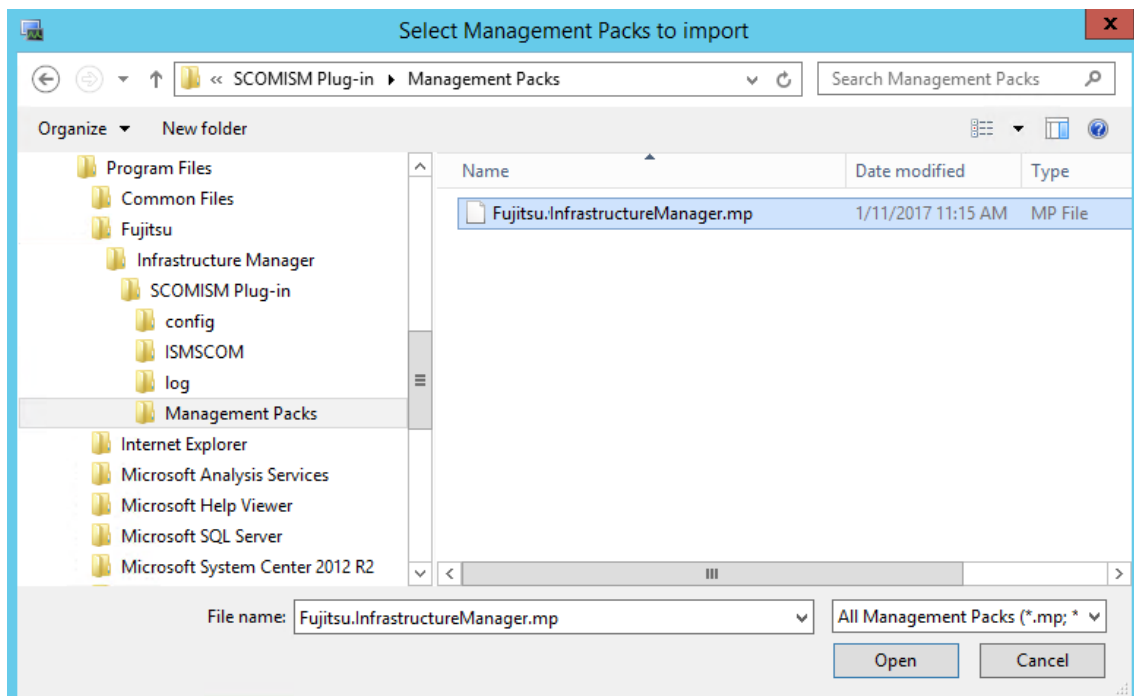 Select Management Packs to import
x
« SCOMISM Plug-in Management Packs
Search Management Packs
Organize New folder
Program Files
Common Files
Fujitsu
Infrastructure Manager
SCOMISM Plug-in
config
ISMSCOM
log
Management Packs
Internet Explorer
Microsoft Analysis Services
Microsoft Help Viewer
Microsoft SQL Server
Microsoft System Center 2012 R2
Name Date modified Type
Fujitsu.InfrastructureManager.mp 1/11/2017 11:15 AM MP File
File name: Fujitsu.InfrastructureManager.mp All Management Packs (*.mp; *
Open Cancel